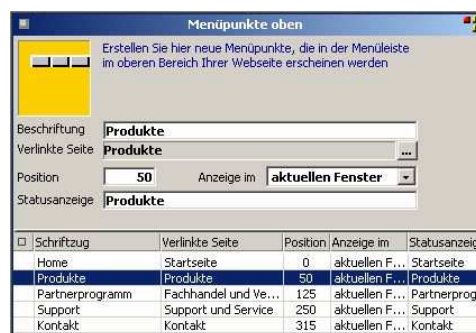 Menüpunkte oben
Erstellen Sie hier neue Menüpunkte, die in der Menüleiste
im oberen Bereich Ihrer Webseite erscheinen werden
Beschriftung Produkte
Verlinkte Seite Produkte ...
Position 50 Anzeige im aktuellen Fenster
Statusanzeige Produkte
Schriftzug Verlinkte Seite Position Anzeige im Statusanzeig
Home Startseite 0 aktuellen F... Startseite
Produkte Produkte 50 aktuellen F... Produkte
Partnerprogramm Fachhandel und Ve... 125 aktuellen F... Partnerprog
Support Support und Service 250 aktuellen F... Support
Kontakt Kontakt 315 aktuellen F... Kontakt